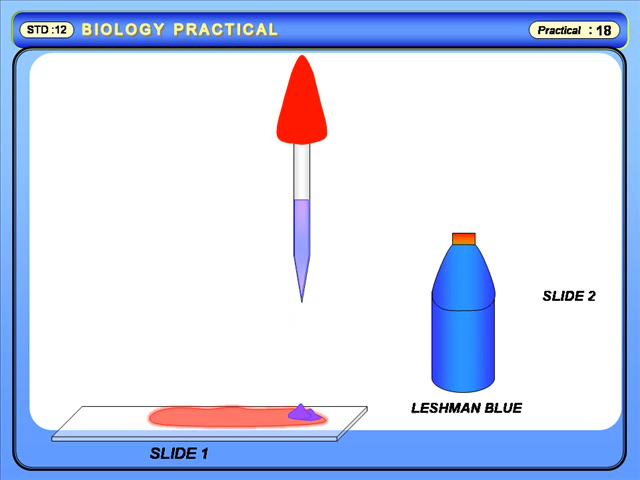 STD :12
BIOLOGY PRACTICAL
Practical : 18
SLIDE 2
LESHMAN BLUE
SLIDE 1